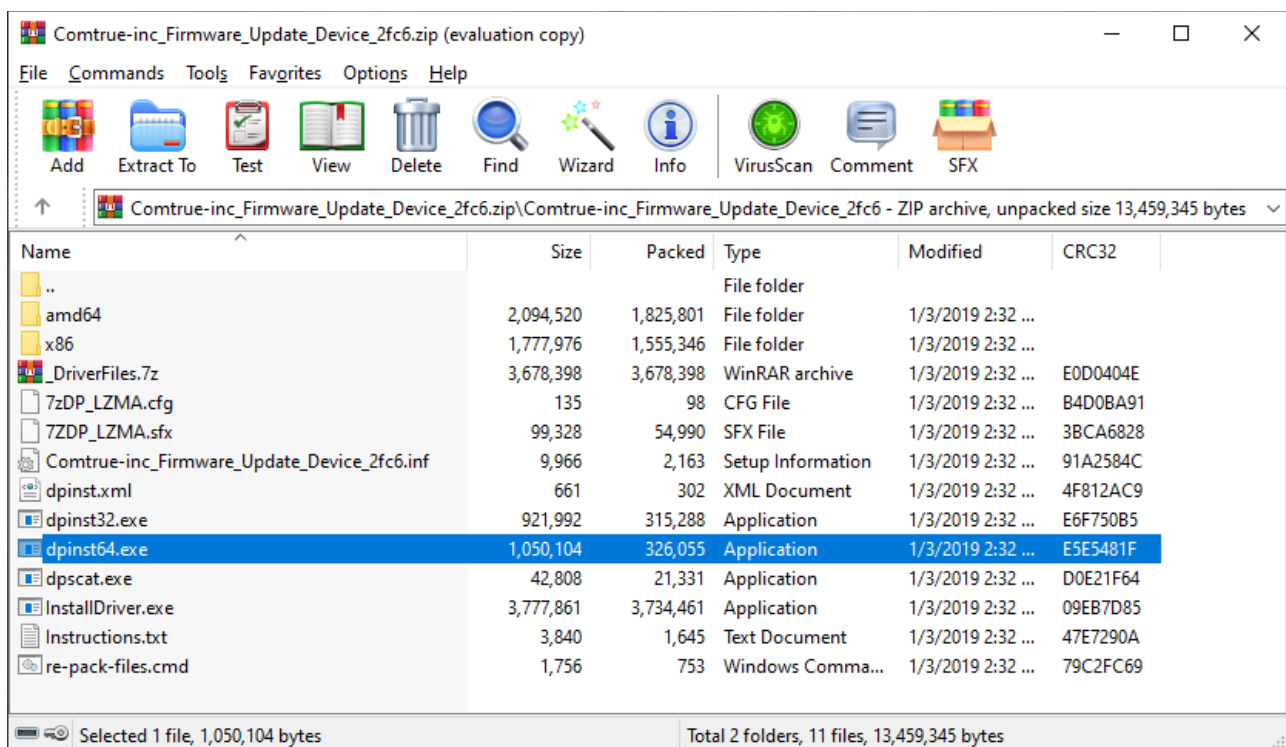 Comtrue-inc_Firmware_Update_Device_2fc6.zip (evaluation copy)
File Commands Tools Favorites Options Help
Add Extract To Test View Delete Find Wizard Info VirusScan Comment SFX
Comtrue-inc_Firmware_Update_Device_2fc6.zip\Comtrue-inc_Firmware_Update_Device_2fc6 - ZIP archive, unpacked size 13,459,345 bytes
Name Size Packed Type Modified CRC32
.. File folder
amd64 2,094,520 1,825,801 File folder 1/3/2019 2:32 ...
x86 1,777,976 1,555,346 File folder 1/3/2019 2:32 ...
_DriverFiles.7z 3,678,398 3,678,398 WinRAR archive 1/3/2019 2:32 ... E0D0404E
7zDP_LZMA.cfg 135 98 CFG File 1/3/2019 2:32 ... B4D0BA91
7ZDP_LZMA.sfx 99,328 54,990 SFX File 1/3/2019 2:32 ... 3BCA6828
Comtrue-inc_Firmware_Update_Device_2fc6.inf 9,966 2,163 Setup Information 1/3/2019 2:32 ... 91A2584C
dpinst.xml 661 302 XML Document 1/3/2019 2:32 ... 4F812AC9
dpinst32.exe 921,992 315,288 Application 1/3/2019 2:32 ... E6F750B5
dpinst64.exe 1,050,104 326,055 Application 1/3/2019 2:32 ... E5E5481F
dpscat.exe 42,808 21,331 Application 1/3/2019 2:32 ... D0E21F64
InstallDriver.exe 3,777,861 3,734,461 Application 1/3/2019 2:32 ... 09EB7D85
Instructions.txt 3,840 1,645 Text Document 1/3/2019 2:32 ... 47E7290A
re-pack-files.cmd 1,756 753 Windows Comma... 1/3/2019 2:32 ... 79C2FC69
Selected 1 file, 1,050,104 bytes Total 2 folders, 11 files, 13,459,345 bytes